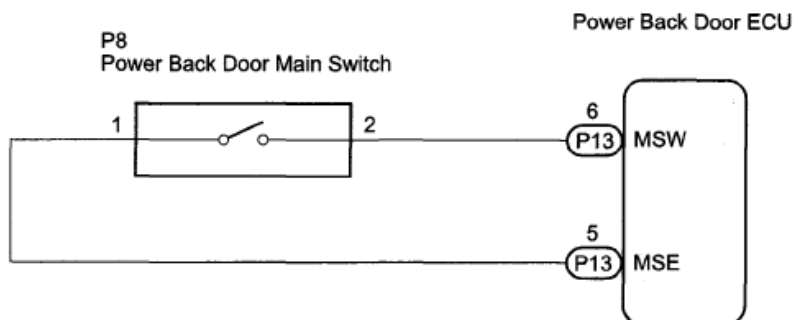 Power Back Door ECU
P8
Power Back Door Main Switch
1
2
6
P13
MSW
5
P13
MSE